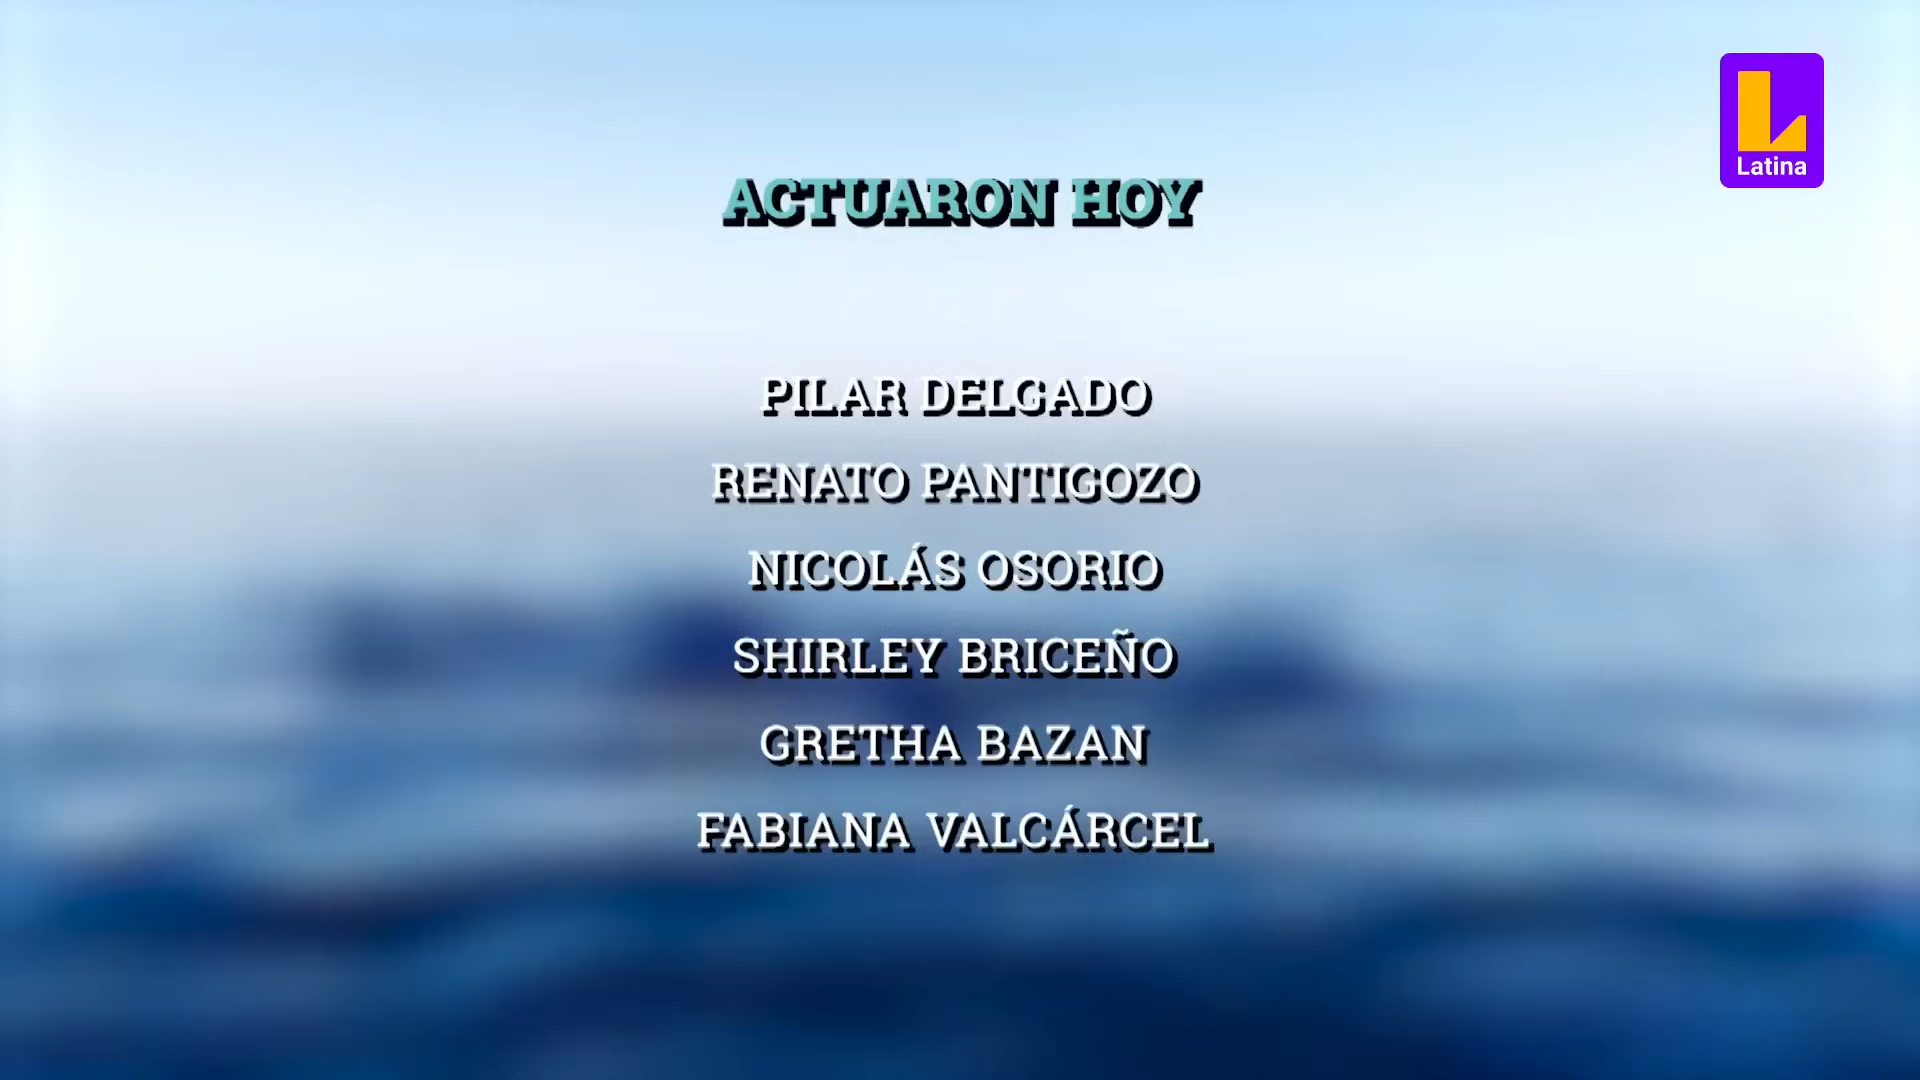 Latina
ACTUARON HOY
PILAR DELGADO
RENATO PANTIGOZO
NICOLÁS OSORIO
SHIRLEY BRICEÑO
GRETHA BAZAN
FABIANA VALCÁRCEL